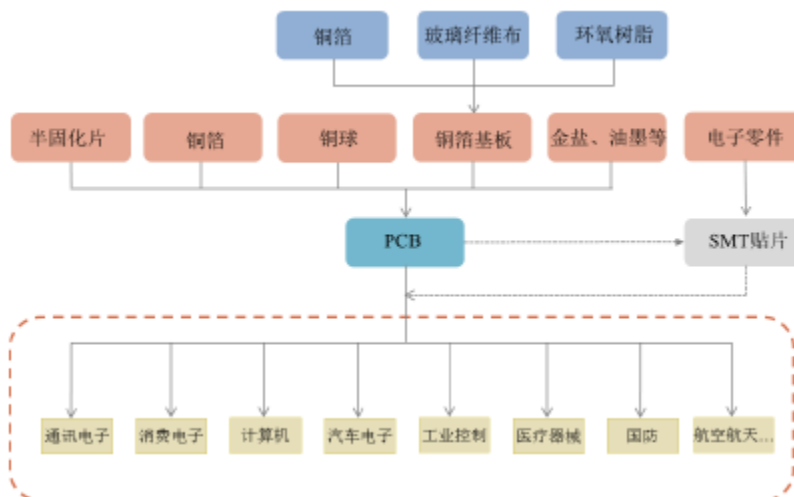 铜箔
玻璃纤维布
环氧树脂
半固化片
铜箔
铜球
铜箔基板
金盐、油墨等
电子零件
PCB
SMT贴片
通讯电子
消费电子
计算机
汽车电子
工业控制
医疗器械
国防
航空航天...